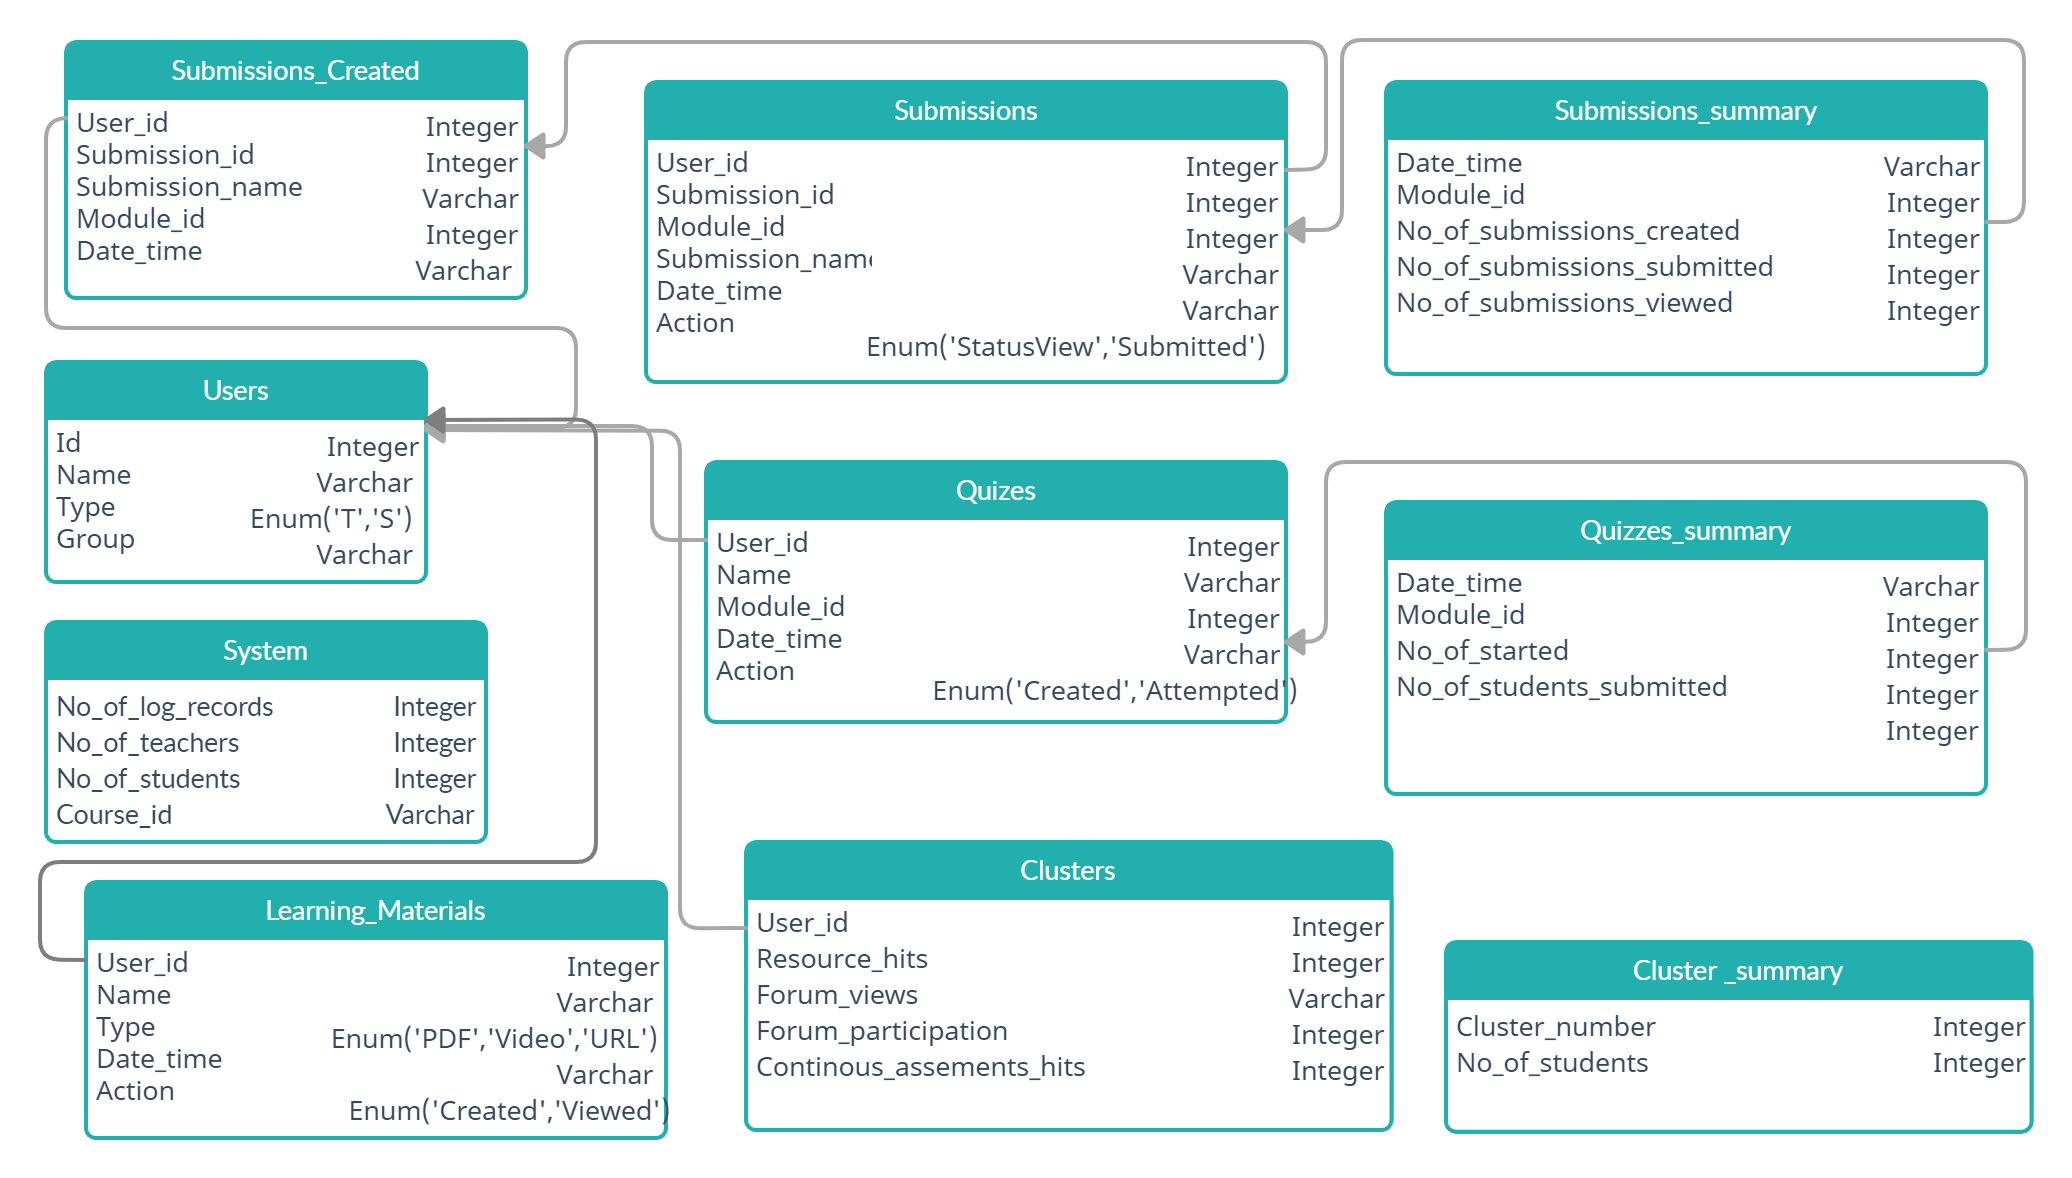 Submissions_Created
User_id Integer
Submission_id Integer
Submission_name Varchar
Module_id Integer
Date_time Varchar
Submissions
User_id Integer
Submission_id Integer
Module_id Integer
Submission_name Varchar
Date_time Varchar
Action Enum('StatusView','Submitted')
Submissions_summary
Date_time Varchar
Module_id Integer
No_of_submissions_created Integer
No_of_submissions_submitted Integer
No_of_submissions_viewed Integer
Users
Id Integer
Name Varchar
Type Enum('T','S')
Group Varchar
Quizes
User_id Integer
Name Varchar
Module_id Integer
Date_time Varchar
Action Enum('Created','Attempted')
Quizzes_summary
Date_time Varchar
Module_id Integer
No_of_started Integer
No_of_students_submitted Integer
Integer
System
No_of_log_records Integer
No_of_teachers Integer
No_of_students Integer
Course_id Varchar
Learning_Materials
User_id Integer
Name Varchar
Type Enum('PDF','Video','URL')
Date_time Varchar
Action Enum('Created','Viewed')
Clusters
User_id Integer
Resource_hits Integer
Forum_views Varchar
Forum_participation Integer
Continous_assements_hits Integer
Cluster _summary
Cluster_number Integer
No_of_students Integer